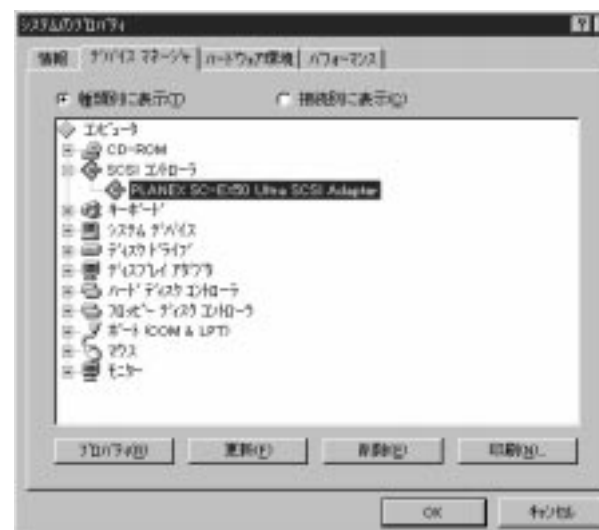 システムのプロパティ
情報 デバイス マネージャ ハードウェア環境 パフォーマンス
種類別に表示(T) 接続別に表示(C)
コンピュータ
CD-ROM
SCSI コントローラ
PLANEX SC-EX50 Ultra SCSI Adapter
キーボード
システム デバイス
ディスク ドライブ
ディスプレイ アダプタ
ハード ディスク コントローラ
フロッピー ディスク コントローラ
ポート (COM & LPT)
マウス
モニター
プロパティ(R) 更新(F) 削除(E) 印刷(N)...
OK キャンセル